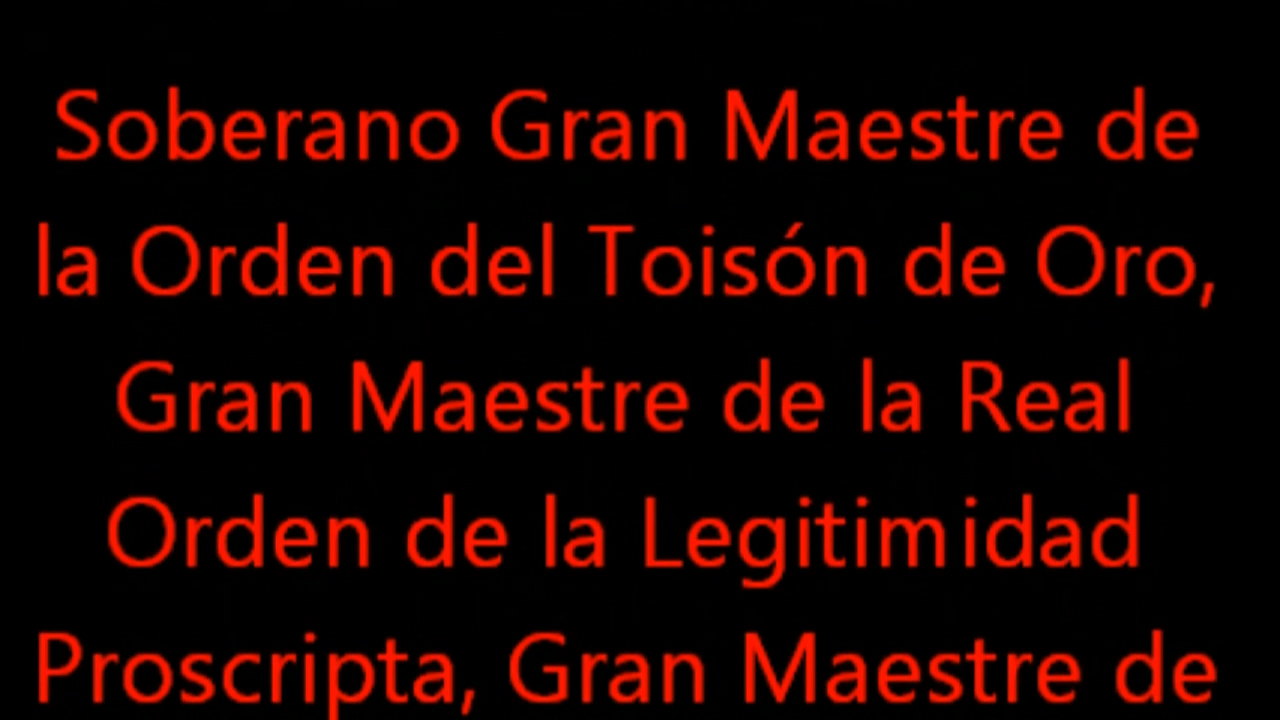 Soberano Gran Maestre de
la Orden del Toisón de Oro,
Gran Maestre de la Real
Orden de la Legitimidad
Proscripta, Gran Maestre de